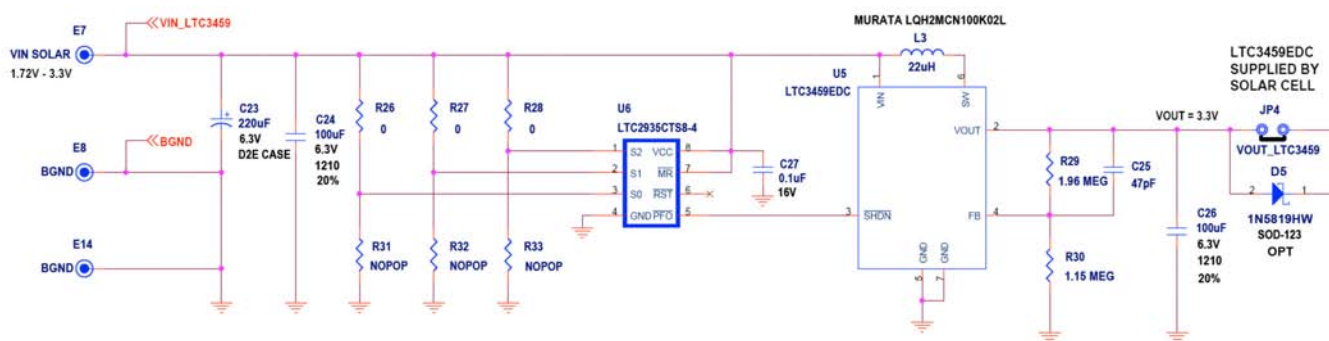 E7
VIN_LTC3459
VIN SOLAR
1.72V - 3.3V
C23
220uF
6.3V
D2E CASE
C24
100uF
6.3V
1210
20%
E8
BGND
BGND
E14
BGND
R26
0
R27
0
R28
0
R31
NOPOP
R32
NOPOP
R33
NOPOP
U6
LTC2935CTS8-4
1 S2 VCC 8
2 S1 MR 7
3 S0 RST 6
4 GND PFO 5
C27
0.1uF
16V
MURATA LQH2MCN100K02L
L3
22uH
U5
LTC3459EDC
1
VIN
6
SW
VOUT 2
3 SHDN
FB 4
GND
GND
5
7
R29
1.96 MEG
C25
47pF
R30
1.15 MEG
VOUT = 3.3V
C26
100uF
6.3V
1210
20%
LTC3459EDC
SUPPLIED BY
SOLAR CELL
JP4
VOUT_LTC3459
D5
2 1
1N5819HW
SOD-123
OPT